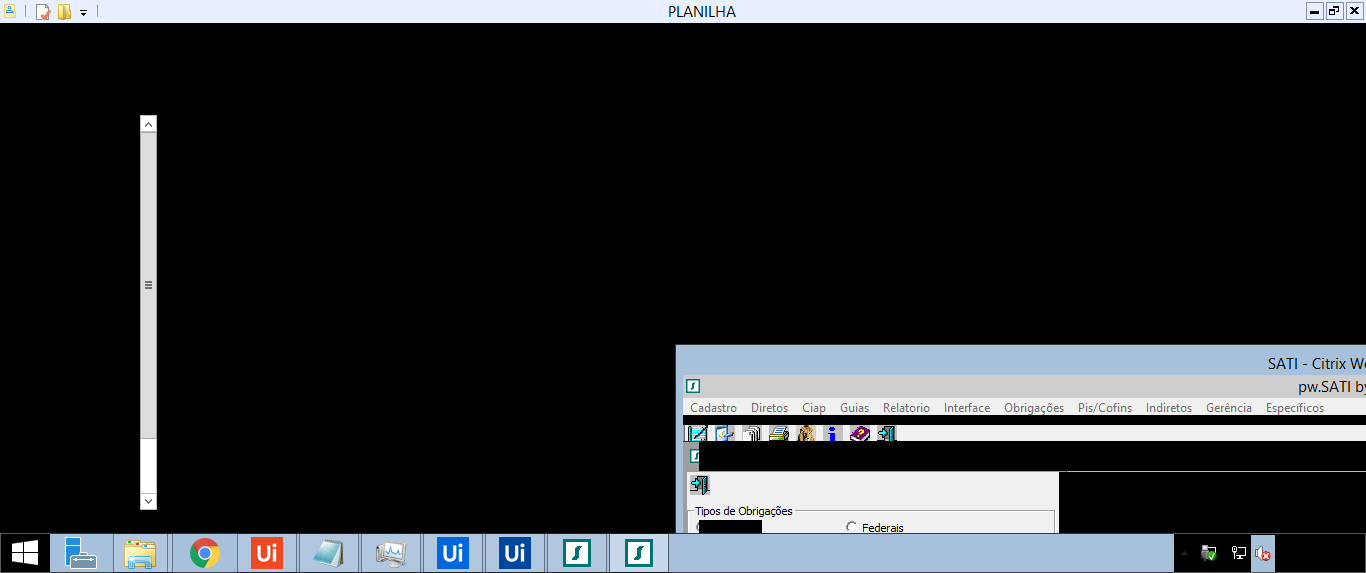 PLANILHA
SATI - Citrix W
pw.SATI by
Cadastro Diretos Ciap Guias Relatorio Interface Obrigações Pis/Cofins Indiretos Gerência Específicos
Tipos de Obrigações
Federais
Ui Ui Ui